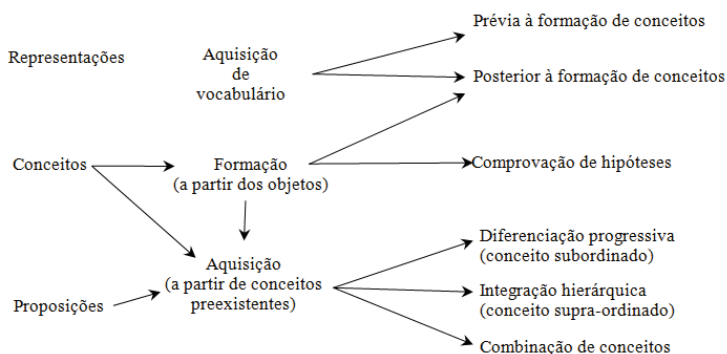 Prévia à formação de conceitos
Representações
Aquisição
de
vocabulário
Posterior à formação de conceitos
Conceitos
Formação
(a partir dos objetos)
Comprovação de hipóteses
Aquisição
(a partir de conceitos
preexistentes)
Proposições
Diferenciação progressiva
(conceito subordinado)
Integração hierárquica
(conceito supra-ordinado)
Combinação de conceitos